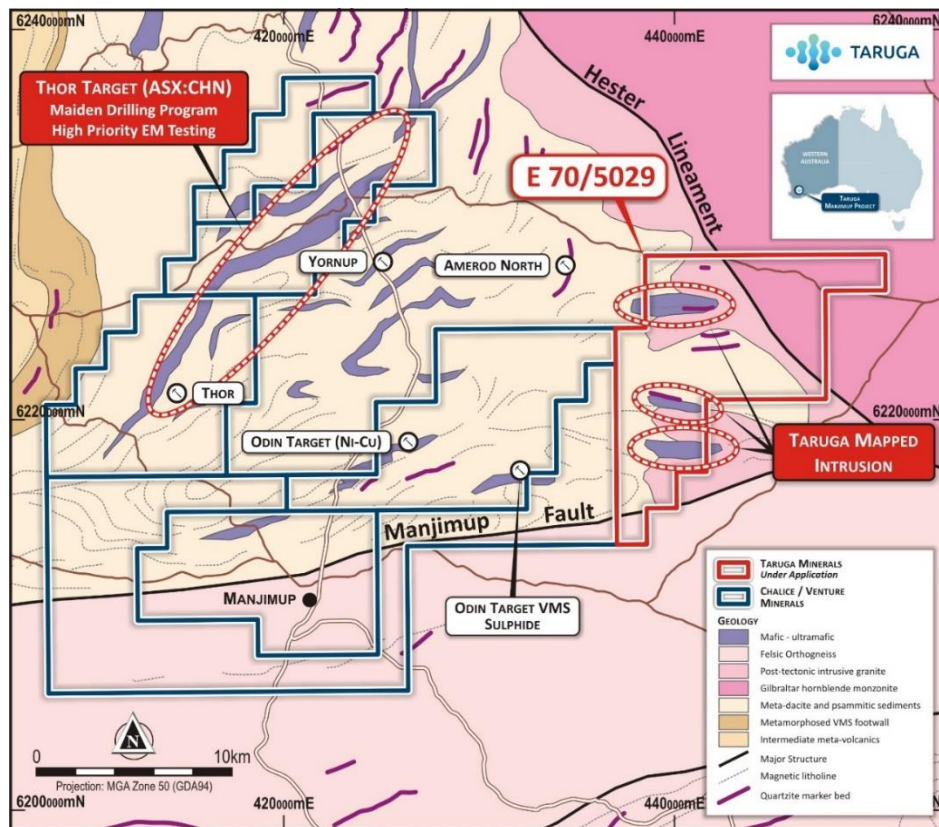 6240000mN
420000mE
440000mE
6240000mN
TARUGA
THOR TARGET (ASX:CHN)
Maiden Drilling Program
High Priority EM Testing
Hester
Lineament
WESTERN
AUSTRALIA
TARUGA
MANJIMUP PROJECT
E 70/5029
YORNUP
AMEROD NORTH
THOR
6220000mN
6220000mN
ODIN TARGET (NI-CU)
TARUGA MAPPED
INTRUSION
Manjimup Fault
MANJIMUP
ODIN TARGET VMS
SULPHIDE
TARUGA MINERALS
Under Application
CHALICE / VENTURE
MINERALS
GEOLOGY
Mafic - ultramafic
Felsic Orthogneiss
Post-tectonic intrusive granite
Gilbraltar hornblende monzonite
Meta-dacite and psammitic sediments
Metamorphosed VMS footwall
Intermediate meta-volcanics
Major Structure
Magnetic litholine
Quartzite marker bed
N
0 10km
Projection: MGA Zone 50 (GDA94)
6200000mN
420000mE
440000mE
6200000mN